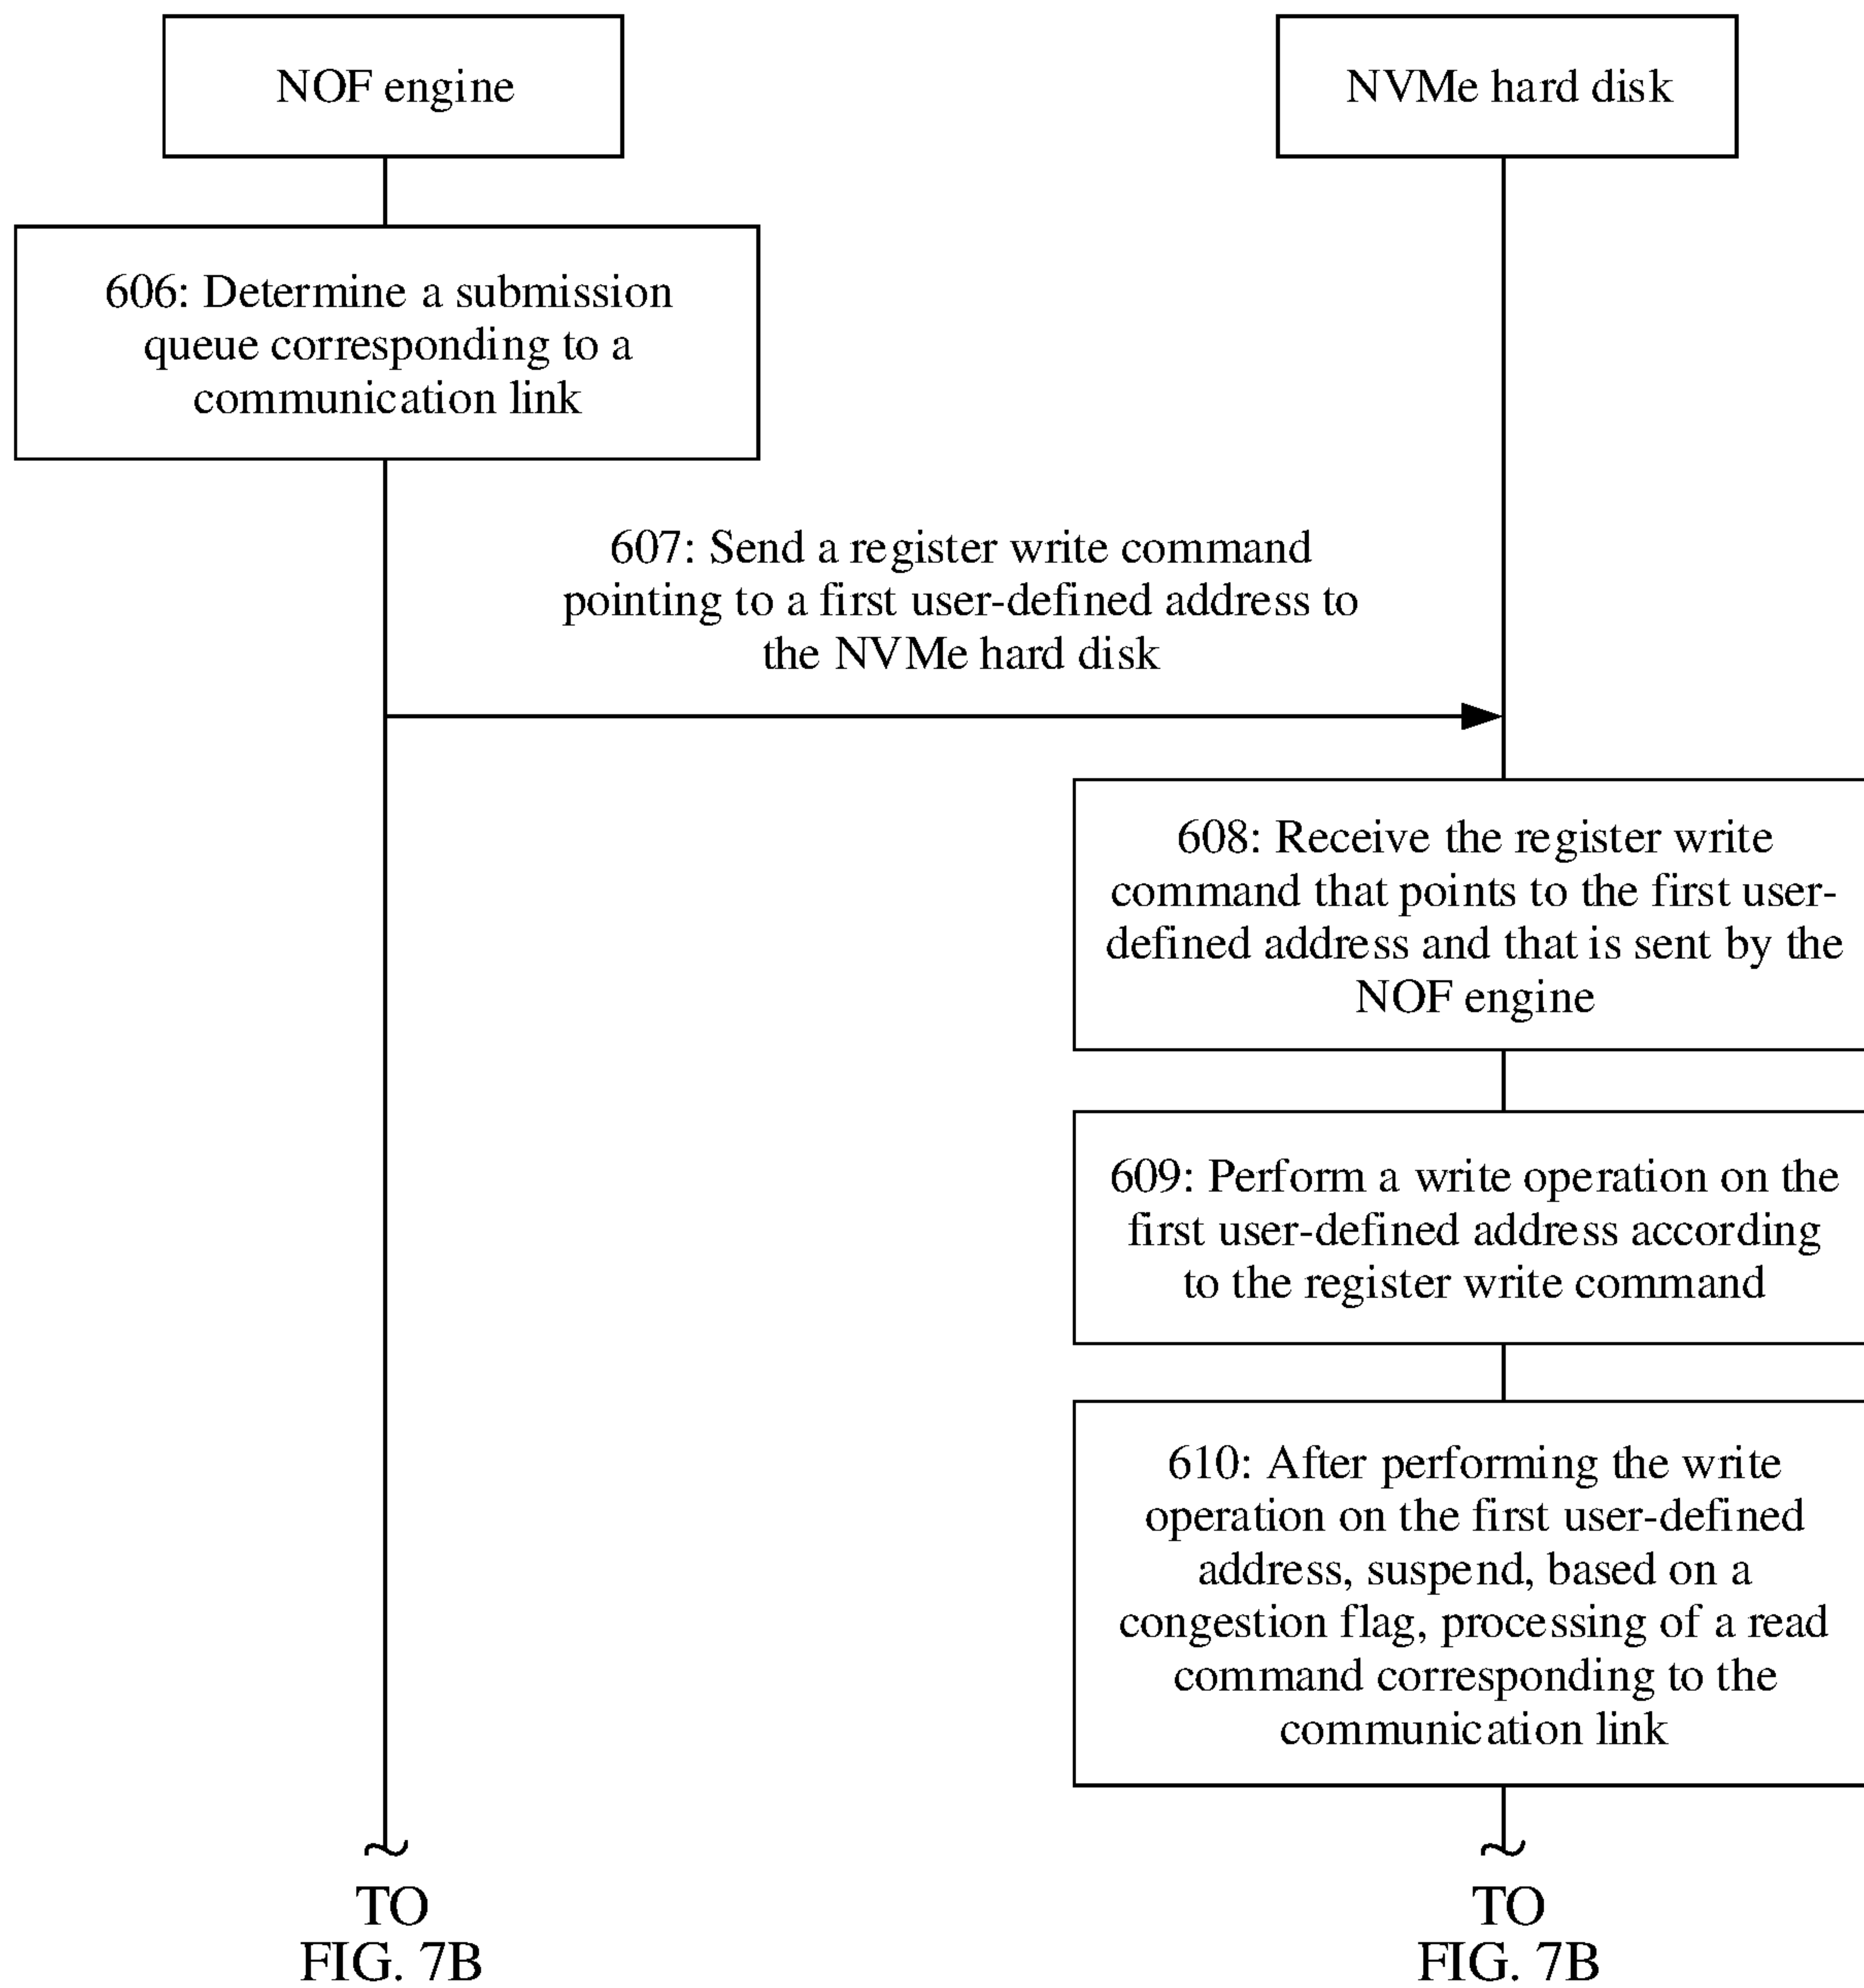 NOF engine
NVMe hard disk
606: Determine a submission
queue corresponding to a
communication link
607: Send a register write command
pointing to a first user-defined address to
the NVMe hard disk
608: Receive the register write
command that points to the first user-
defined address and that is sent by the
NOF engine
609: Perform a write operation on the
first user-defined address according
to the register write command
610: After performing the write
operation on the first user-defined
address, suspend, based on a
congestion flag, processing of a read
command corresponding to the
communication link
TO
FIG. 7B
TO
FIG. 7B